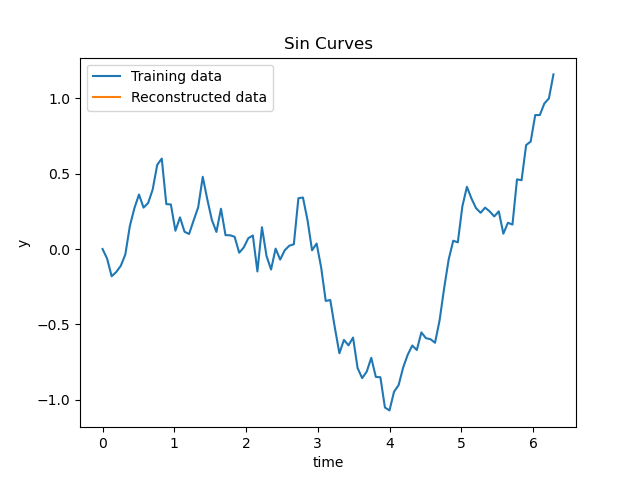 Sin Curves
Training data
Reconstructed data
1.0
0.5
0.0
−0.5
−1.0
y
0 1 2 3 4 5 6
time